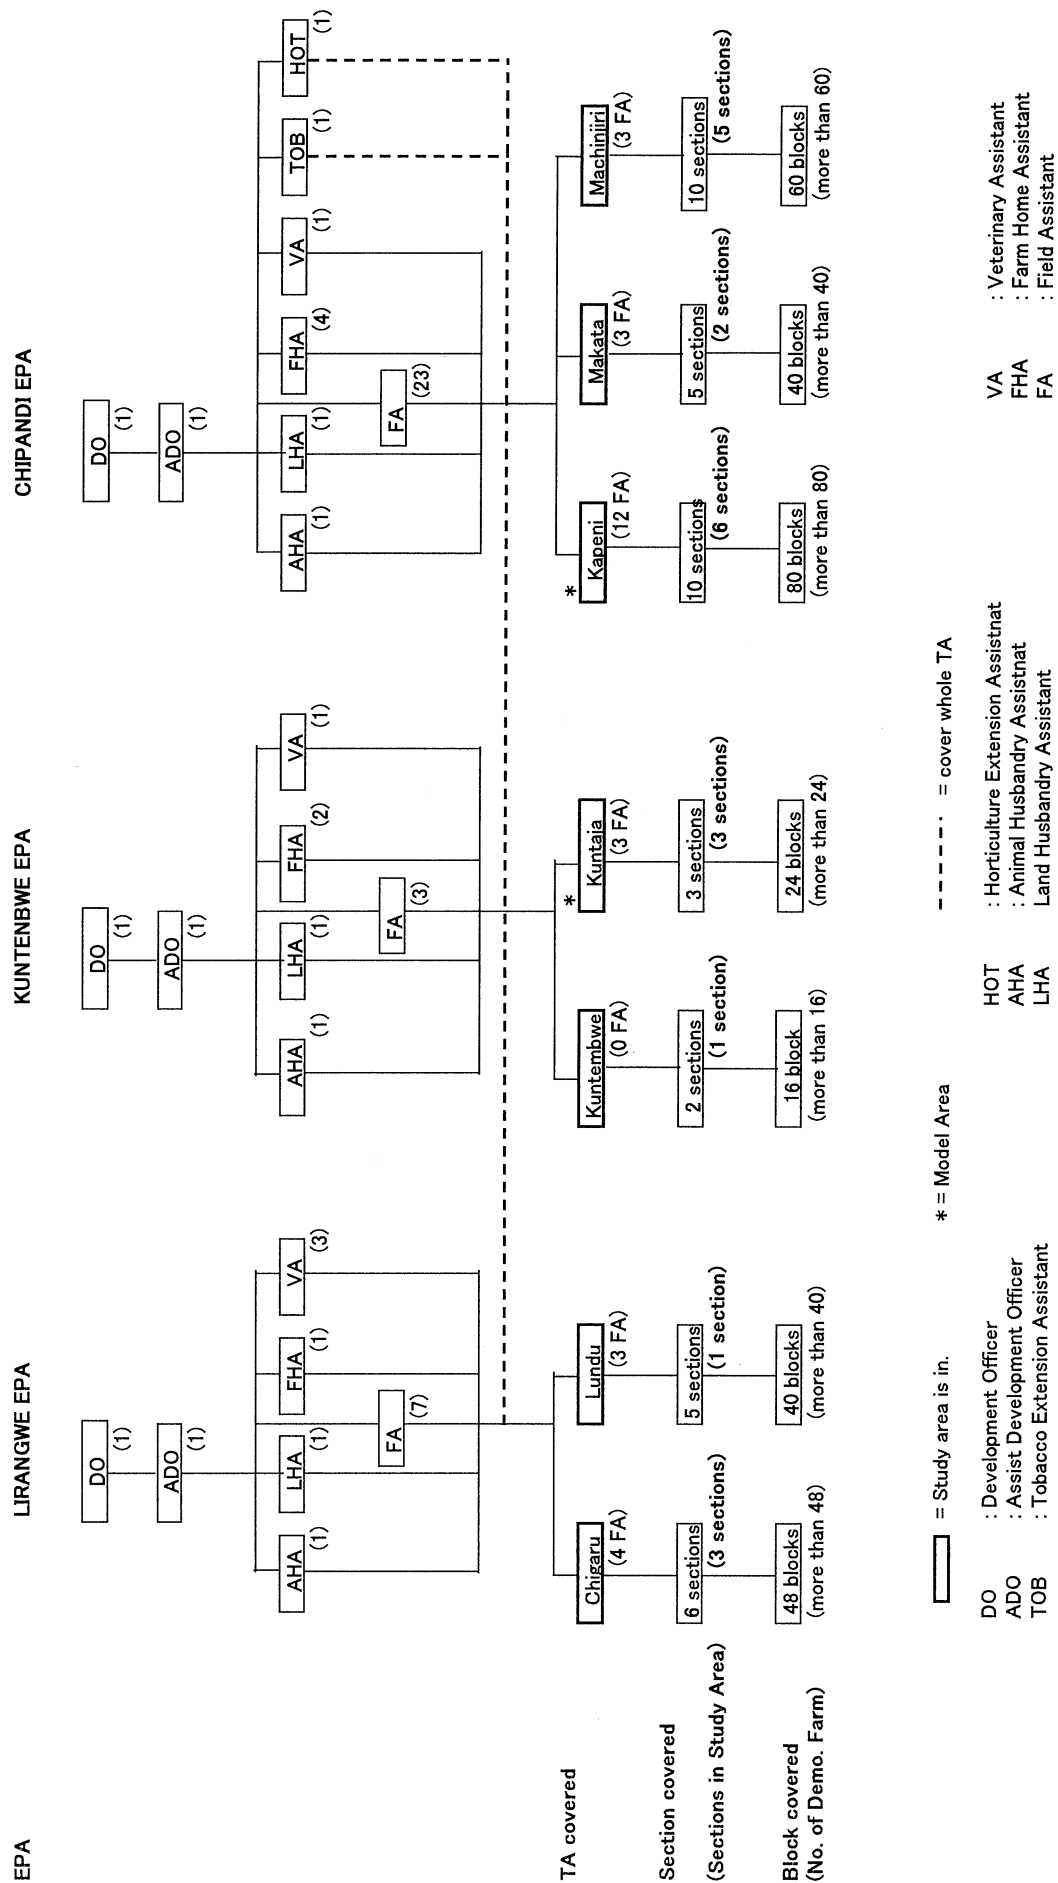 EPA
LIRANGWE EPA
KUNTENBWE EPA
CHIPANDI EPA
DO
(1)
DO
(1)
DO
(1)
ADO
(1)
ADO
(1)
ADO
(1)
AHA
(1)
LHA
(1)
FHA
(1)
VA
(3)
AHA
(1)
LHA
(1)
FHA
(2)
VA
(1)
AHA
(1)
LHA
(1)
FHA
(4)
VA
(1)
TOB
(1)
HOT
(1)
FA
(7)
FA
(3)
FA
(23)
TA covered
Chigaru
(4 FA)
Lundu
(3 FA)
Kuntembwe
(0 FA)
*
Kuntaja
(3 FA)
*
Kapeni
(12 FA)
Makata
(3 FA)
Machinjiri
(3 FA)
Section covered
6 sections
5 sections
2 sections
3 sections
10 sections
5 sections
10 sections
(Sections in Study Area)
(3 sections)
(1 section)
(1 section)
(3 sections)
(6 sections)
(2 sections)
(5 sections)
Block covered
48 blocks
40 blocks
16 block
24 blocks
80 blocks
40 blocks
60 blocks
(No. of Demo. Farm)
(more than 48)
(more than 40)
(more than 16)
(more than 24)
(more than 80)
(more than 40)
(more than 60)
= Study area is in.
* = Model Area
= cover whole TA
DO : Development Officer
ADO : Assist Development Officer
TOB : Tobacco Extension Assistant
HOT : Horticulture Extension Assistnat
AHA : Animal Husbandry Assistnat
LHA Land Husbandry Assistant
VA : Veterinary Assistant
FHA : Farm Home Assistant
FA : Field Assistant